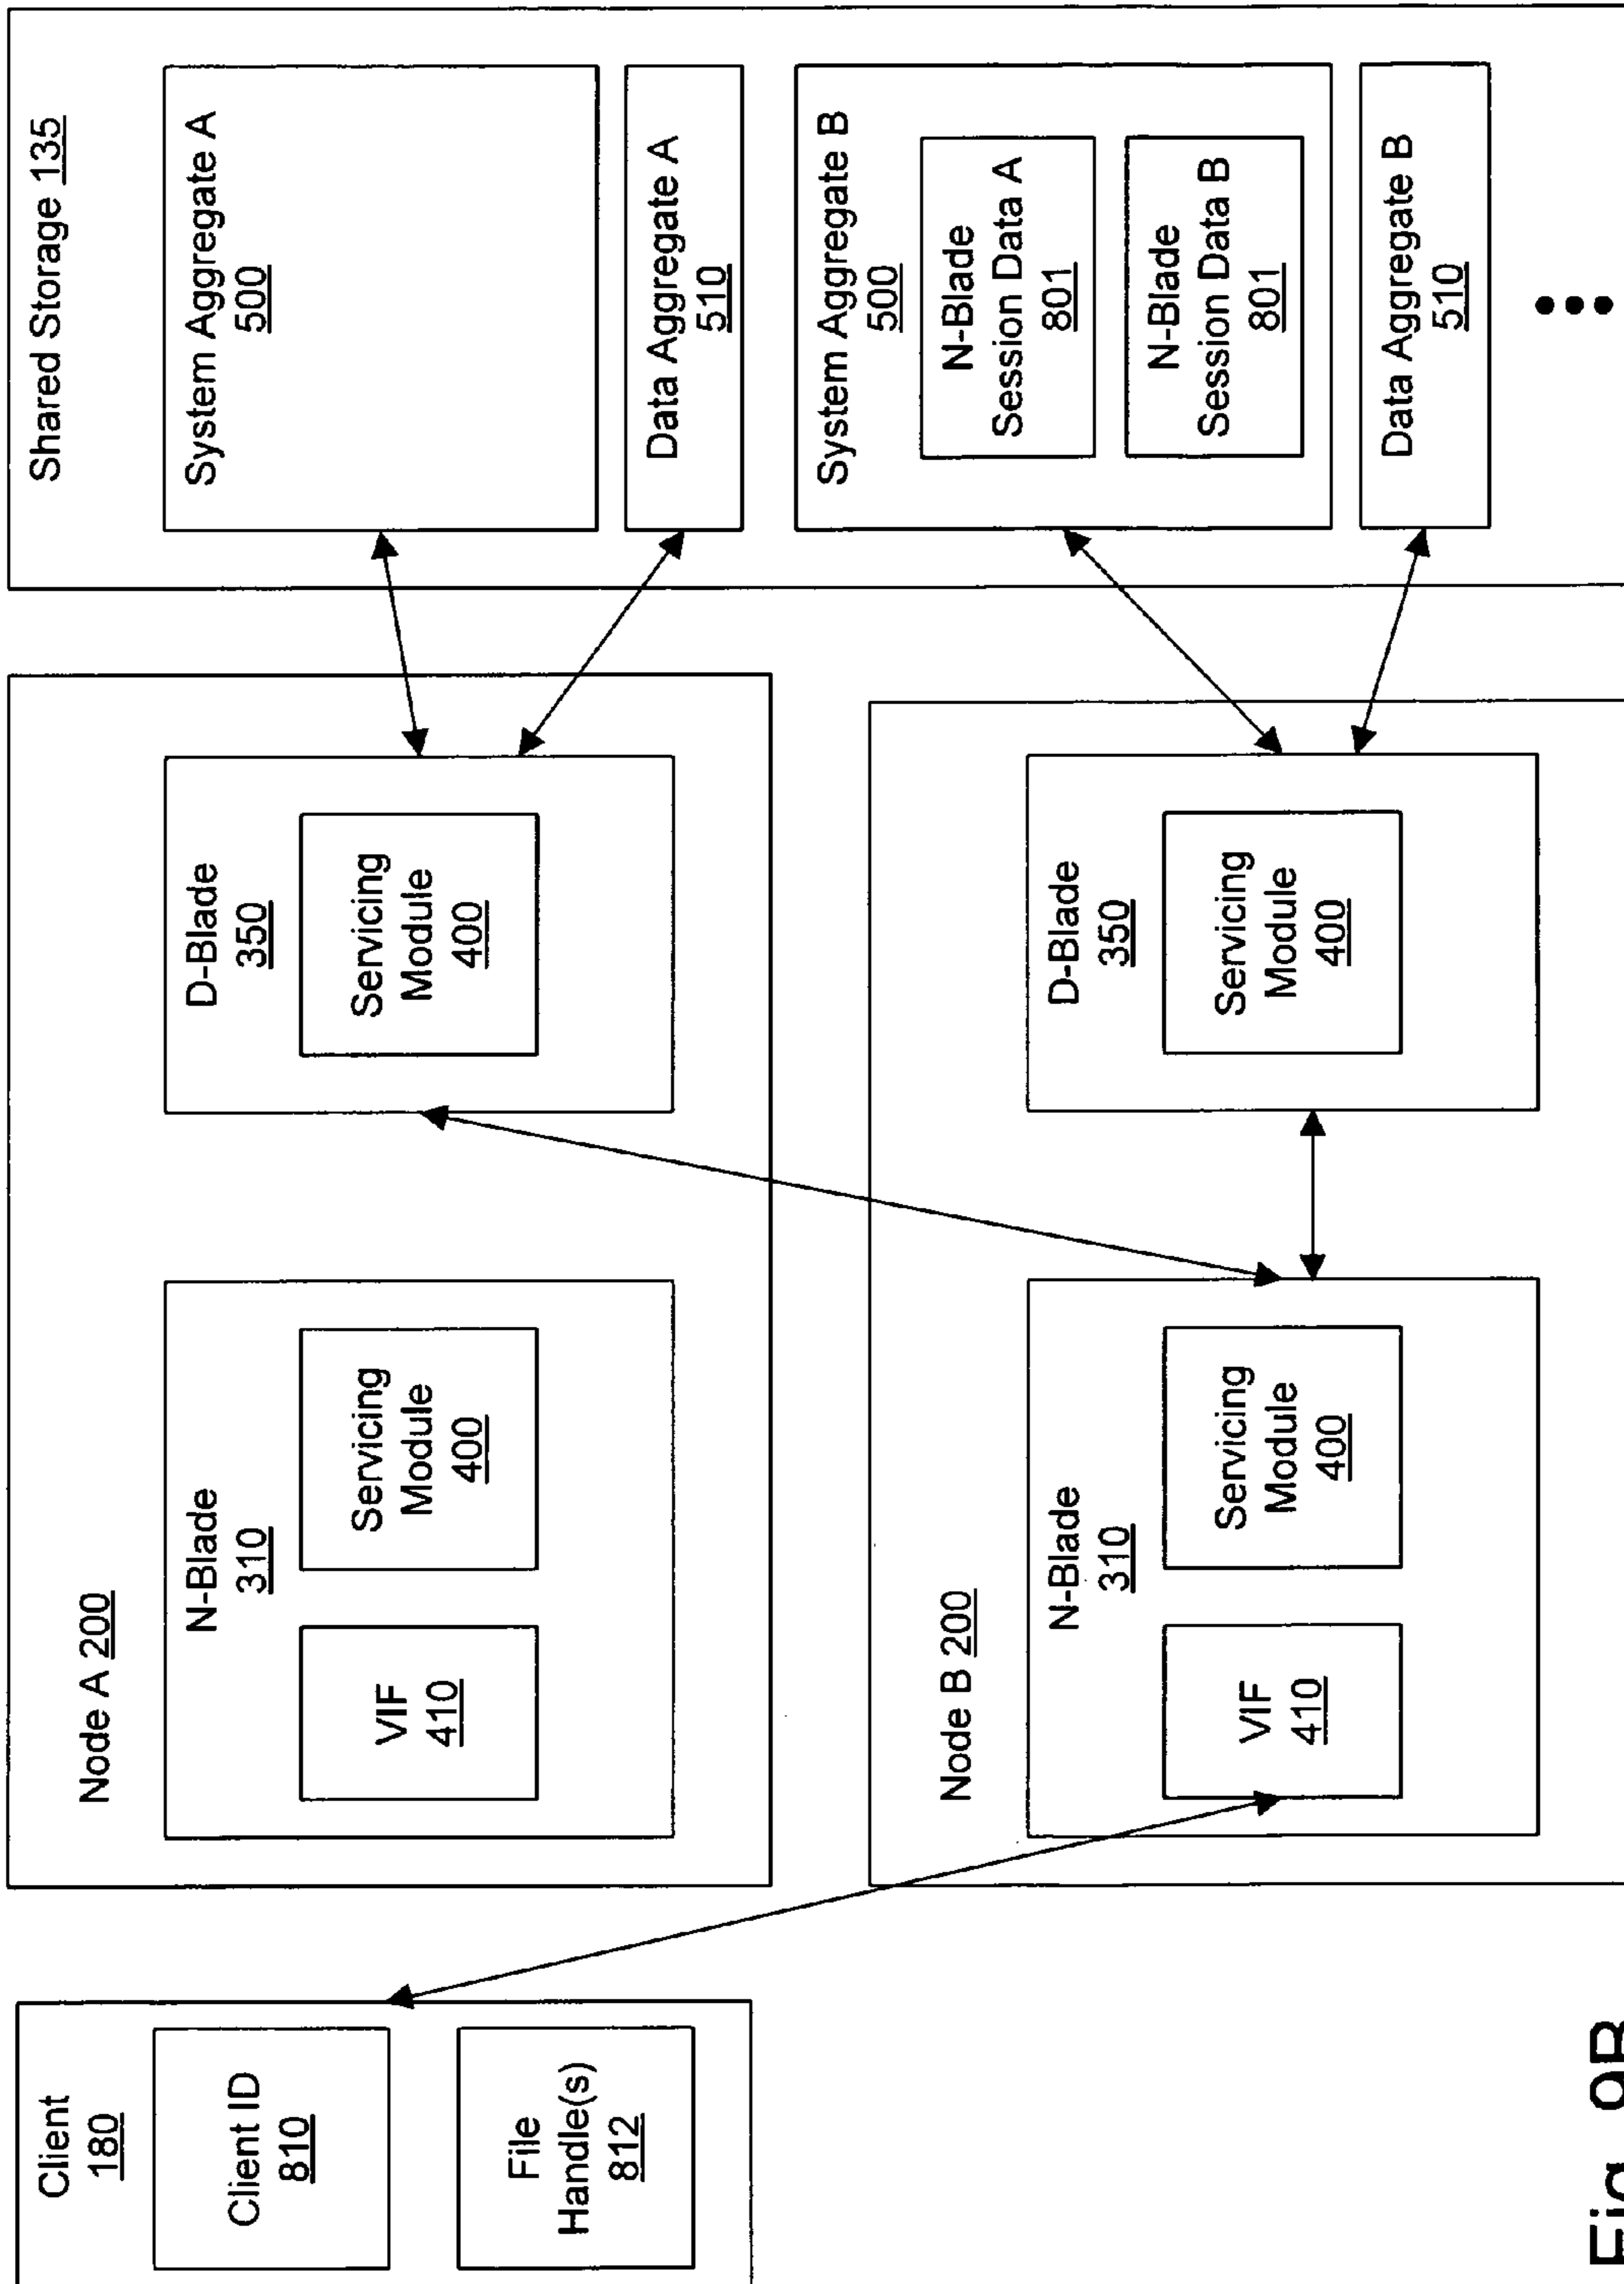 Client
180
Client ID
810
File
Handle(s)
812
Node A 200
N-Blade
310
VIF
410
Servicing
Module
400
D-Blade
350
Servicing
Module
400
Node B 200
N-Blade
310
VIF
410
Servicing
Module
400
D-Blade
350
Servicing
Module
400
Shared Storage 135
System Aggregate A
500
Data Aggregate A
510
System Aggregate B
500
N-Blade
Session Data A
801
N-Blade
Session Data B
801
Data Aggregate B
510
Fig. 9B